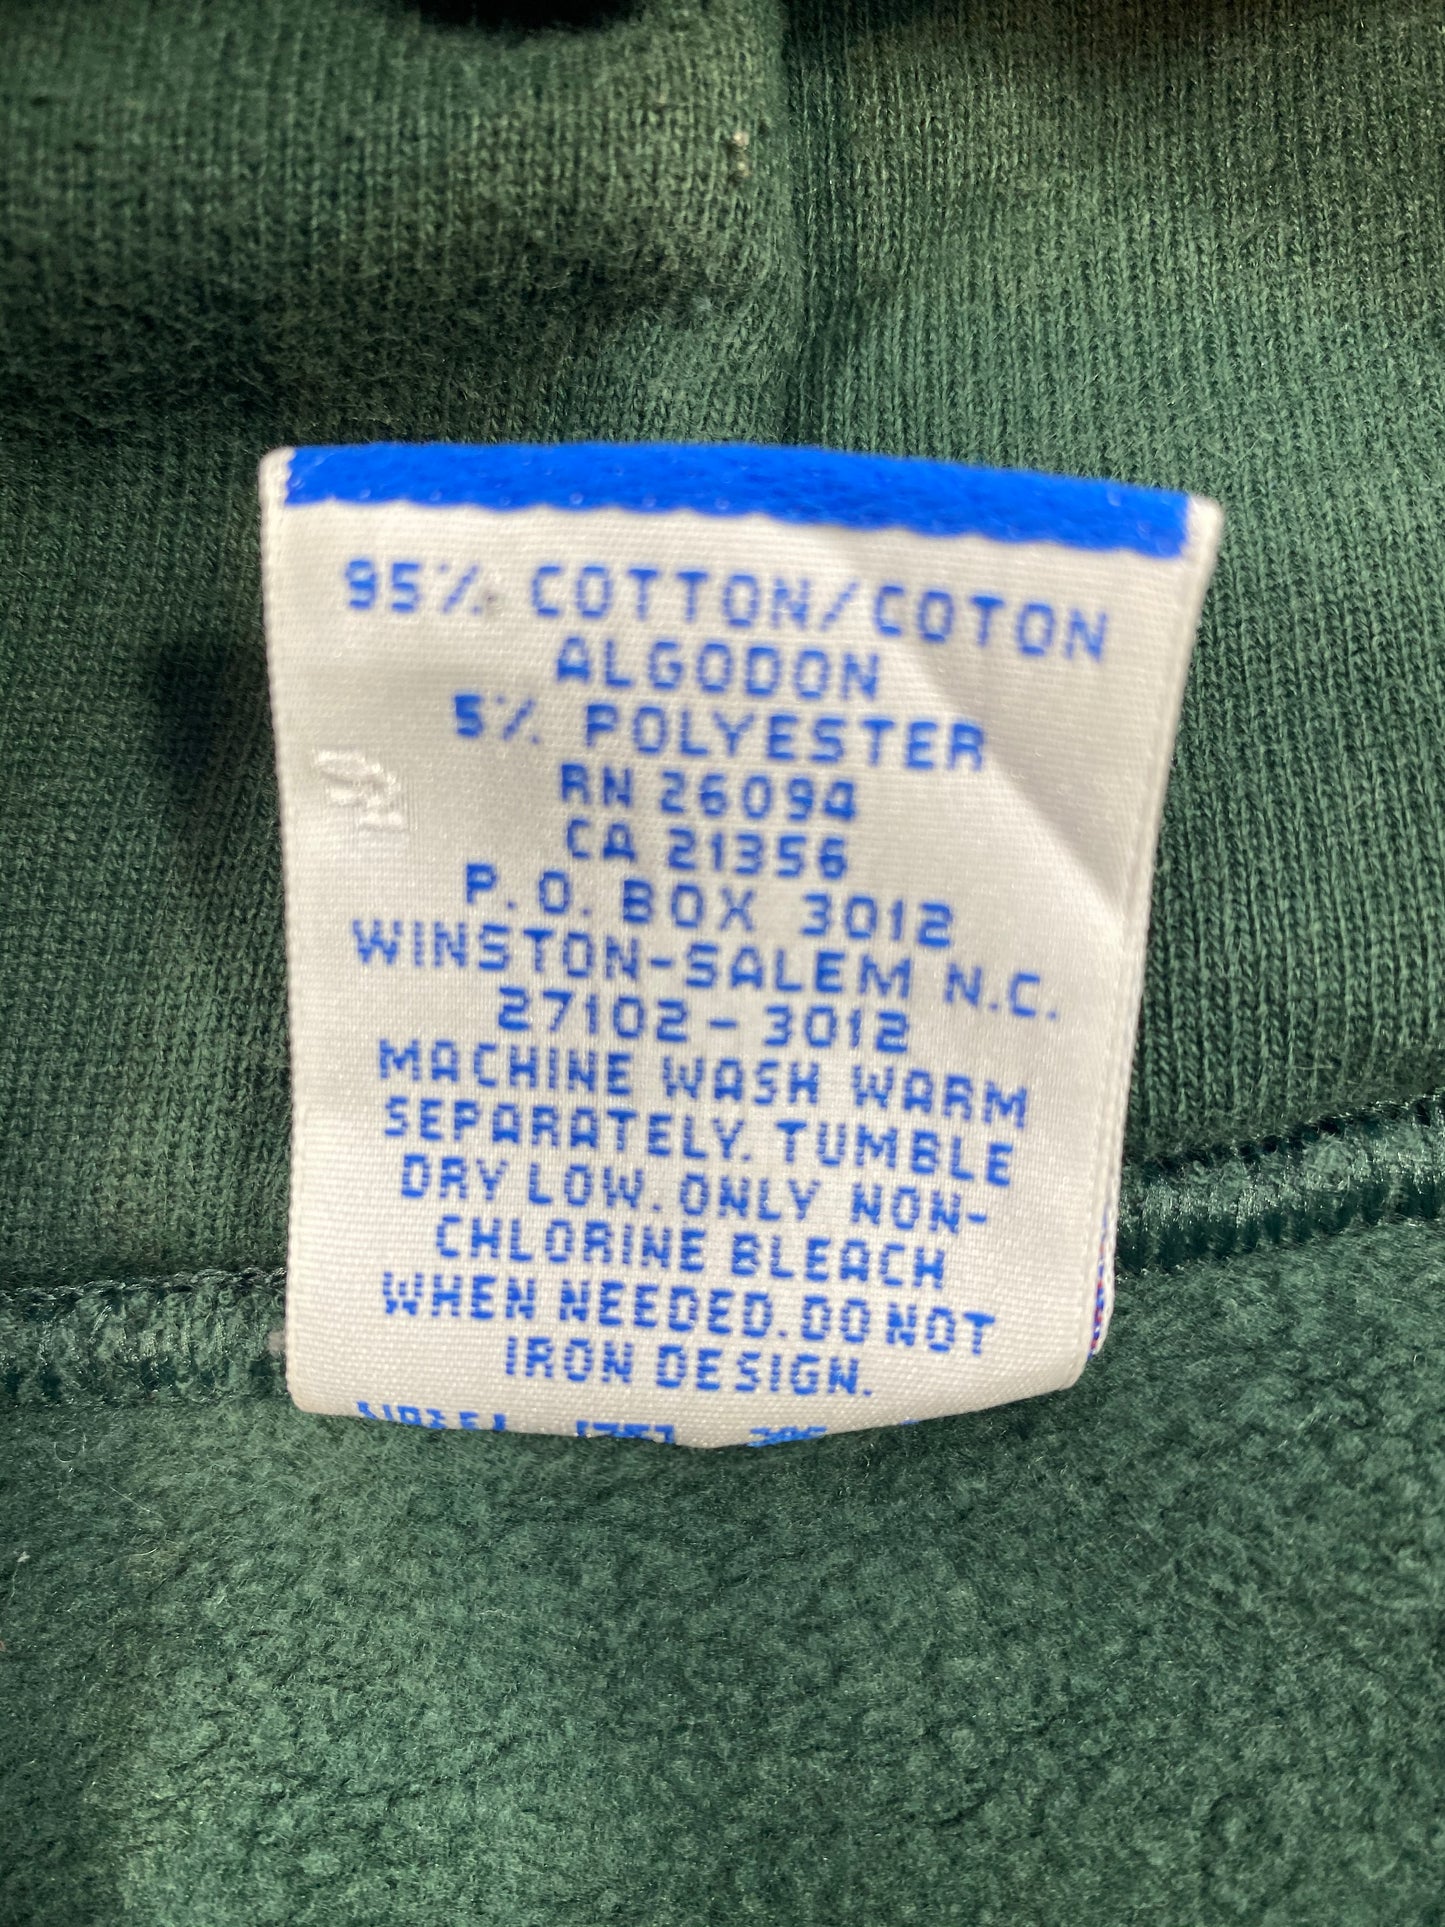 95% COTTON/COTON
ALGODON
5% POLYESTER
RN 26094
CA 21356
P.O. BOX 3012
WINSTON-SALEM N.C.
27102-3012
MACHINE WASH WARM
SEPARATELY. TUMBLE
DRY LOW. ONLY NON-
CHLORINE BLEACH
WHEN NEEDED. DO NOT
IRON DESIGN.